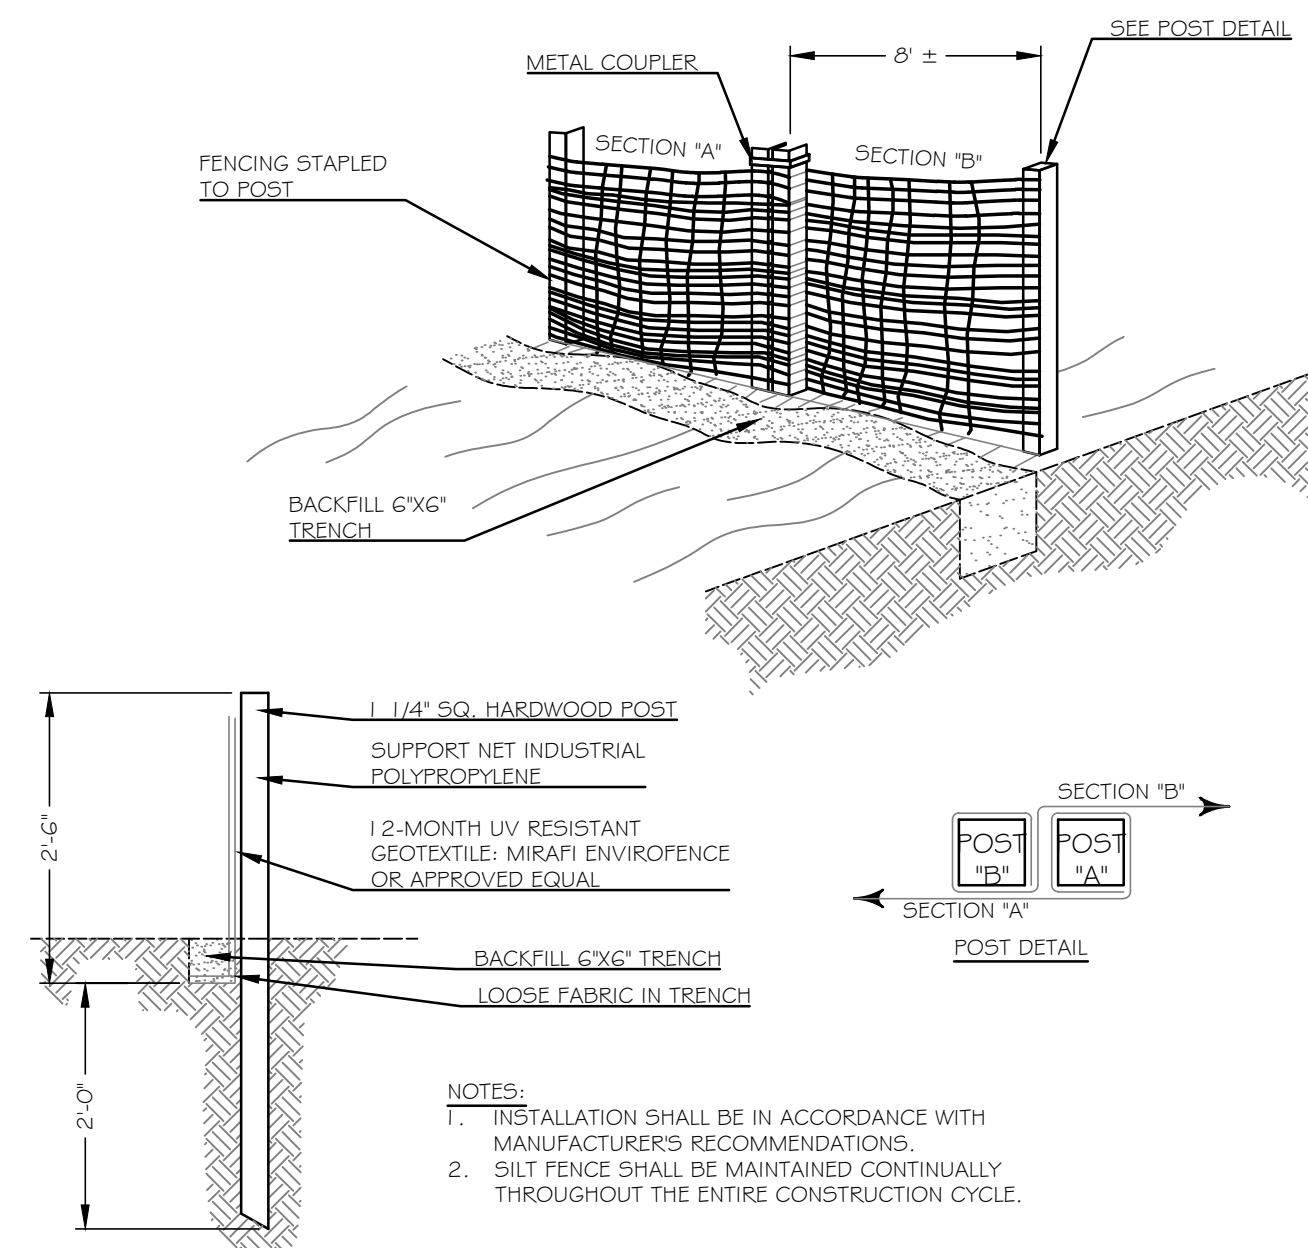 SEE POST DETAIL
8' ±
METAL COUPLER
SECTION "A"
SECTION "B"
FENCING STAPLED
TO POST
BACKFILL 6"X6"
TRENCH
1 1/4" SQ. HARDWOOD POST
SUPPORT NET INDUSTRIAL
POLYPROPYLENE
12-MONTH UV RESISTANT
GEOTEXTILE: MIRAFI ENVIROFENCE
OR APPROVED EQUAL
2'-6"
BACKFILL 6"X6" TRENCH
LOOSE FABRIC IN TRENCH
2'-0"
SECTION "B"
POST
"B"
POST
"A"
SECTION "A"
POST DETAIL
NOTES:
1. INSTALLATION SHALL BE IN ACCORDANCE WITH
MANUFACTURER'S RECOMMENDATIONS.
2. SILT FENCE SHALL BE MAINTAINED CONTINUALLY
THROUGHOUT THE ENTIRE CONSTRUCTION CYCLE.